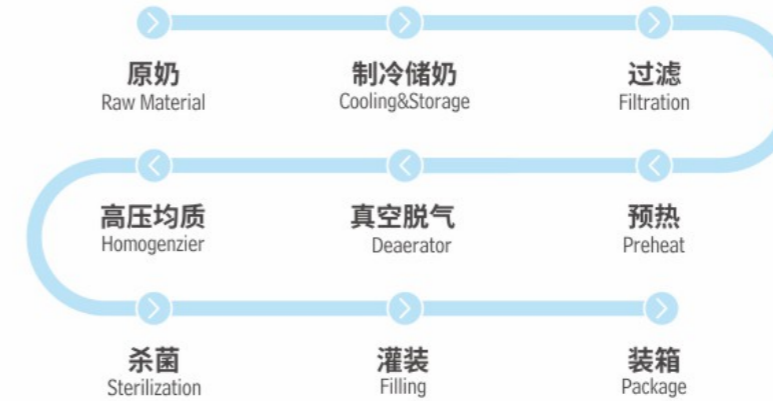 原奶
Raw Material
制冷储奶
Cooling&Storage
过滤
Filtration
预热
Preheat
真空脱气
Deaerator
高压均质
Homogenzier
杀菌
Sterilization
灌装
Filling
装箱
Package